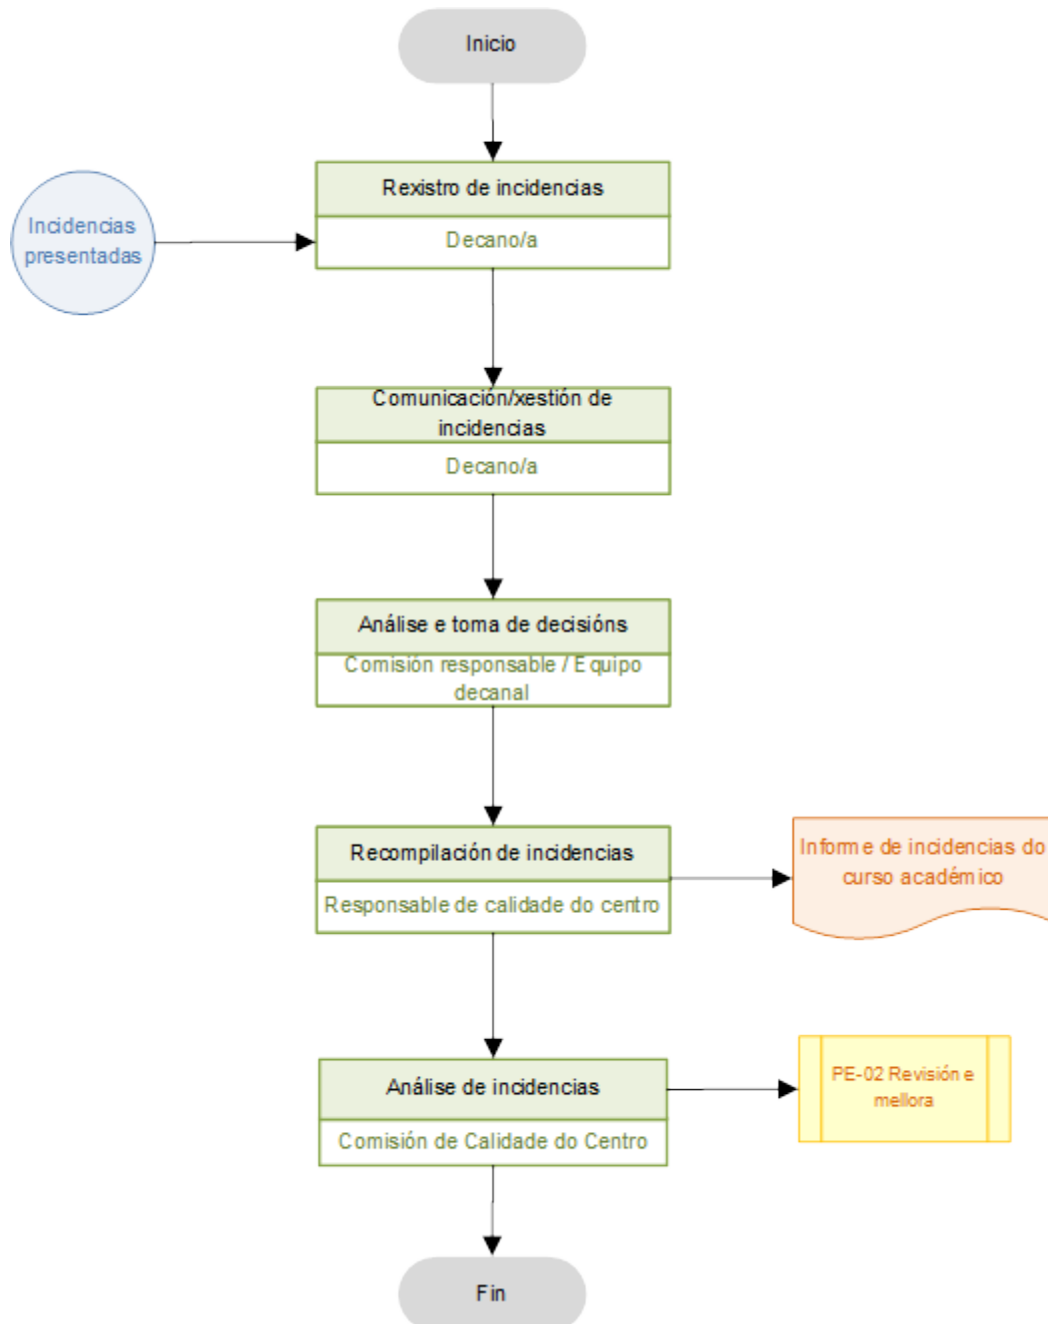 Inicio
Rexistro de incidencias
Incidencias
presentadas
Decano/a
Comunicación/xestión de
incidencias
Decano/a
Análise e toma de decisións
Comisión responsable / Equipo
decanal
Recompilación de incidencias
Responsable de calidade do centro
Informe de incidencias do
curso académico
Análise de incidencias
Comisión de Calidade do Centro
PE-02 Revisión e
mellora
Fin